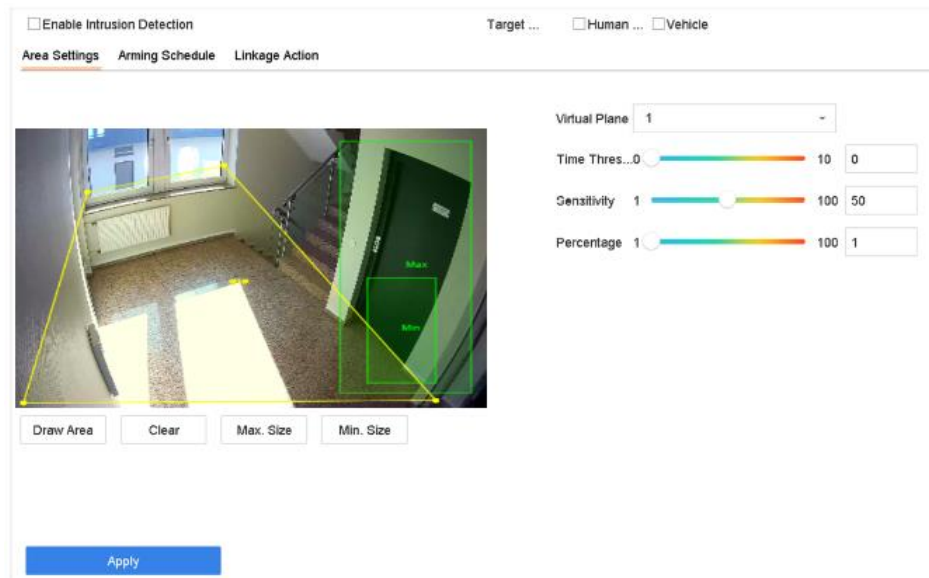 Enable Intrusion Detection Target ... Human ... Vehicle
Area Settings Arming Schedule Linkage Action
Virtual Plane 1
Time Thres...0 10 0
Sensitivity 1 100 50
Percentage 1 100 1
Max
Min
Draw Area Clear Max. Size Min. Size
Apply